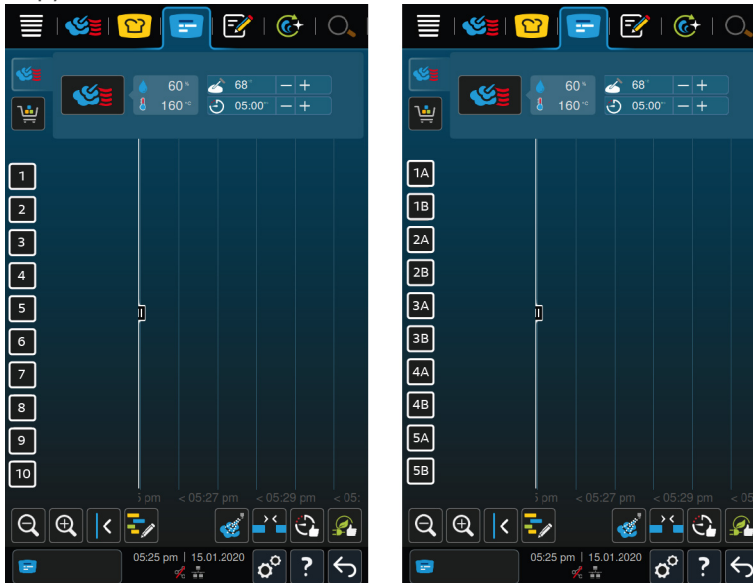 60 % 68 ° − +
160 °C 05:00 − +
1
2
3
4
5
6
7
8
9
10
5 pm < 05:27 pm < 05:29 pm < 05:
05:25 pm | 15.01.2020 ?
60 % 68 ° − +
160 °C 05:00 − +
1A
1B
2A
2B
3A
3B
4A
4B
5A
5B
5 pm < 05:27 pm < 05:29 pm < 05
05:25 pm | 15.01.2020 ?